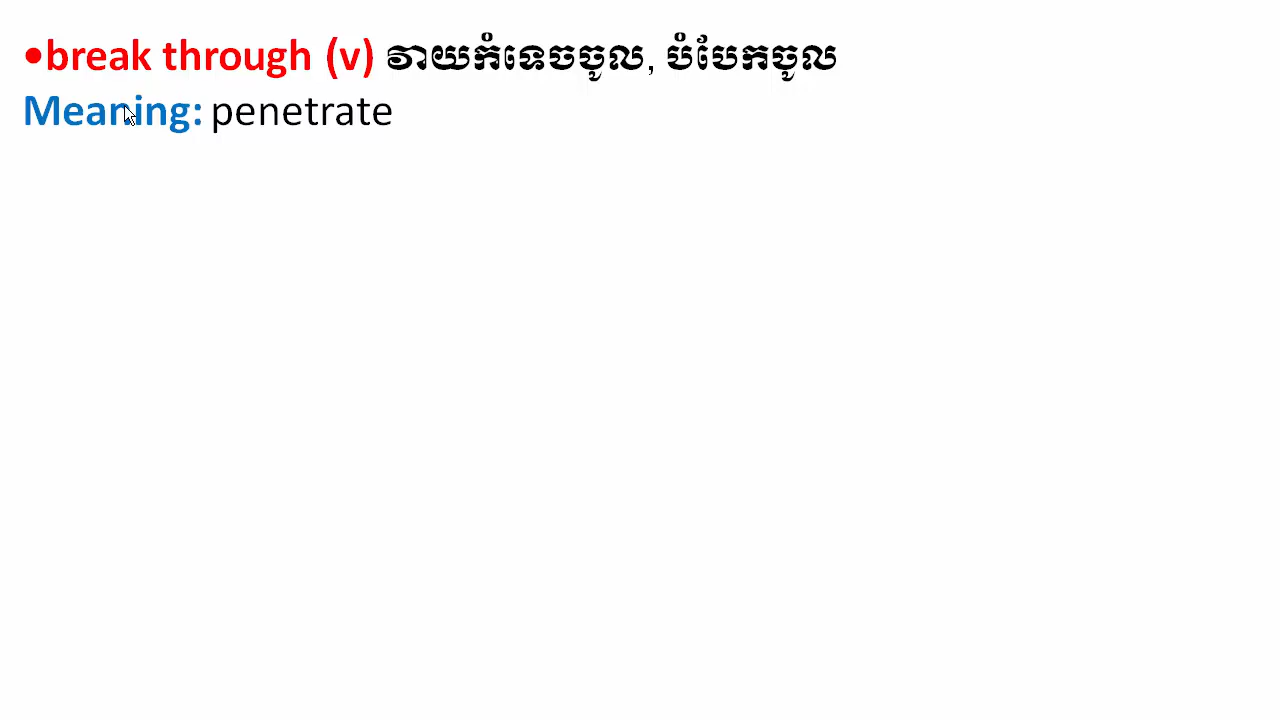 •break through (v) វាយកំទេចចូល, បំបែកចូល
Meaning: penetrate